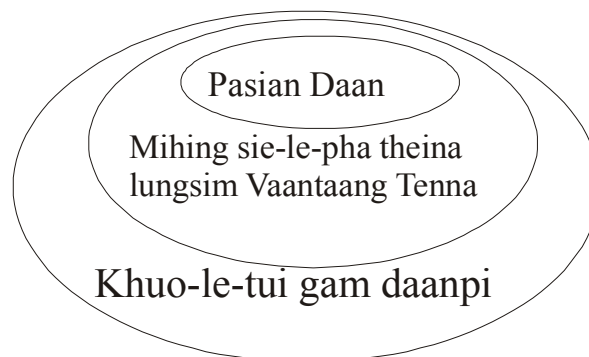 Pasian Daan
Mihing sie-le-pha theina
lungsim Vaantaang Tenna
Khuo-le-tui gam daanpi